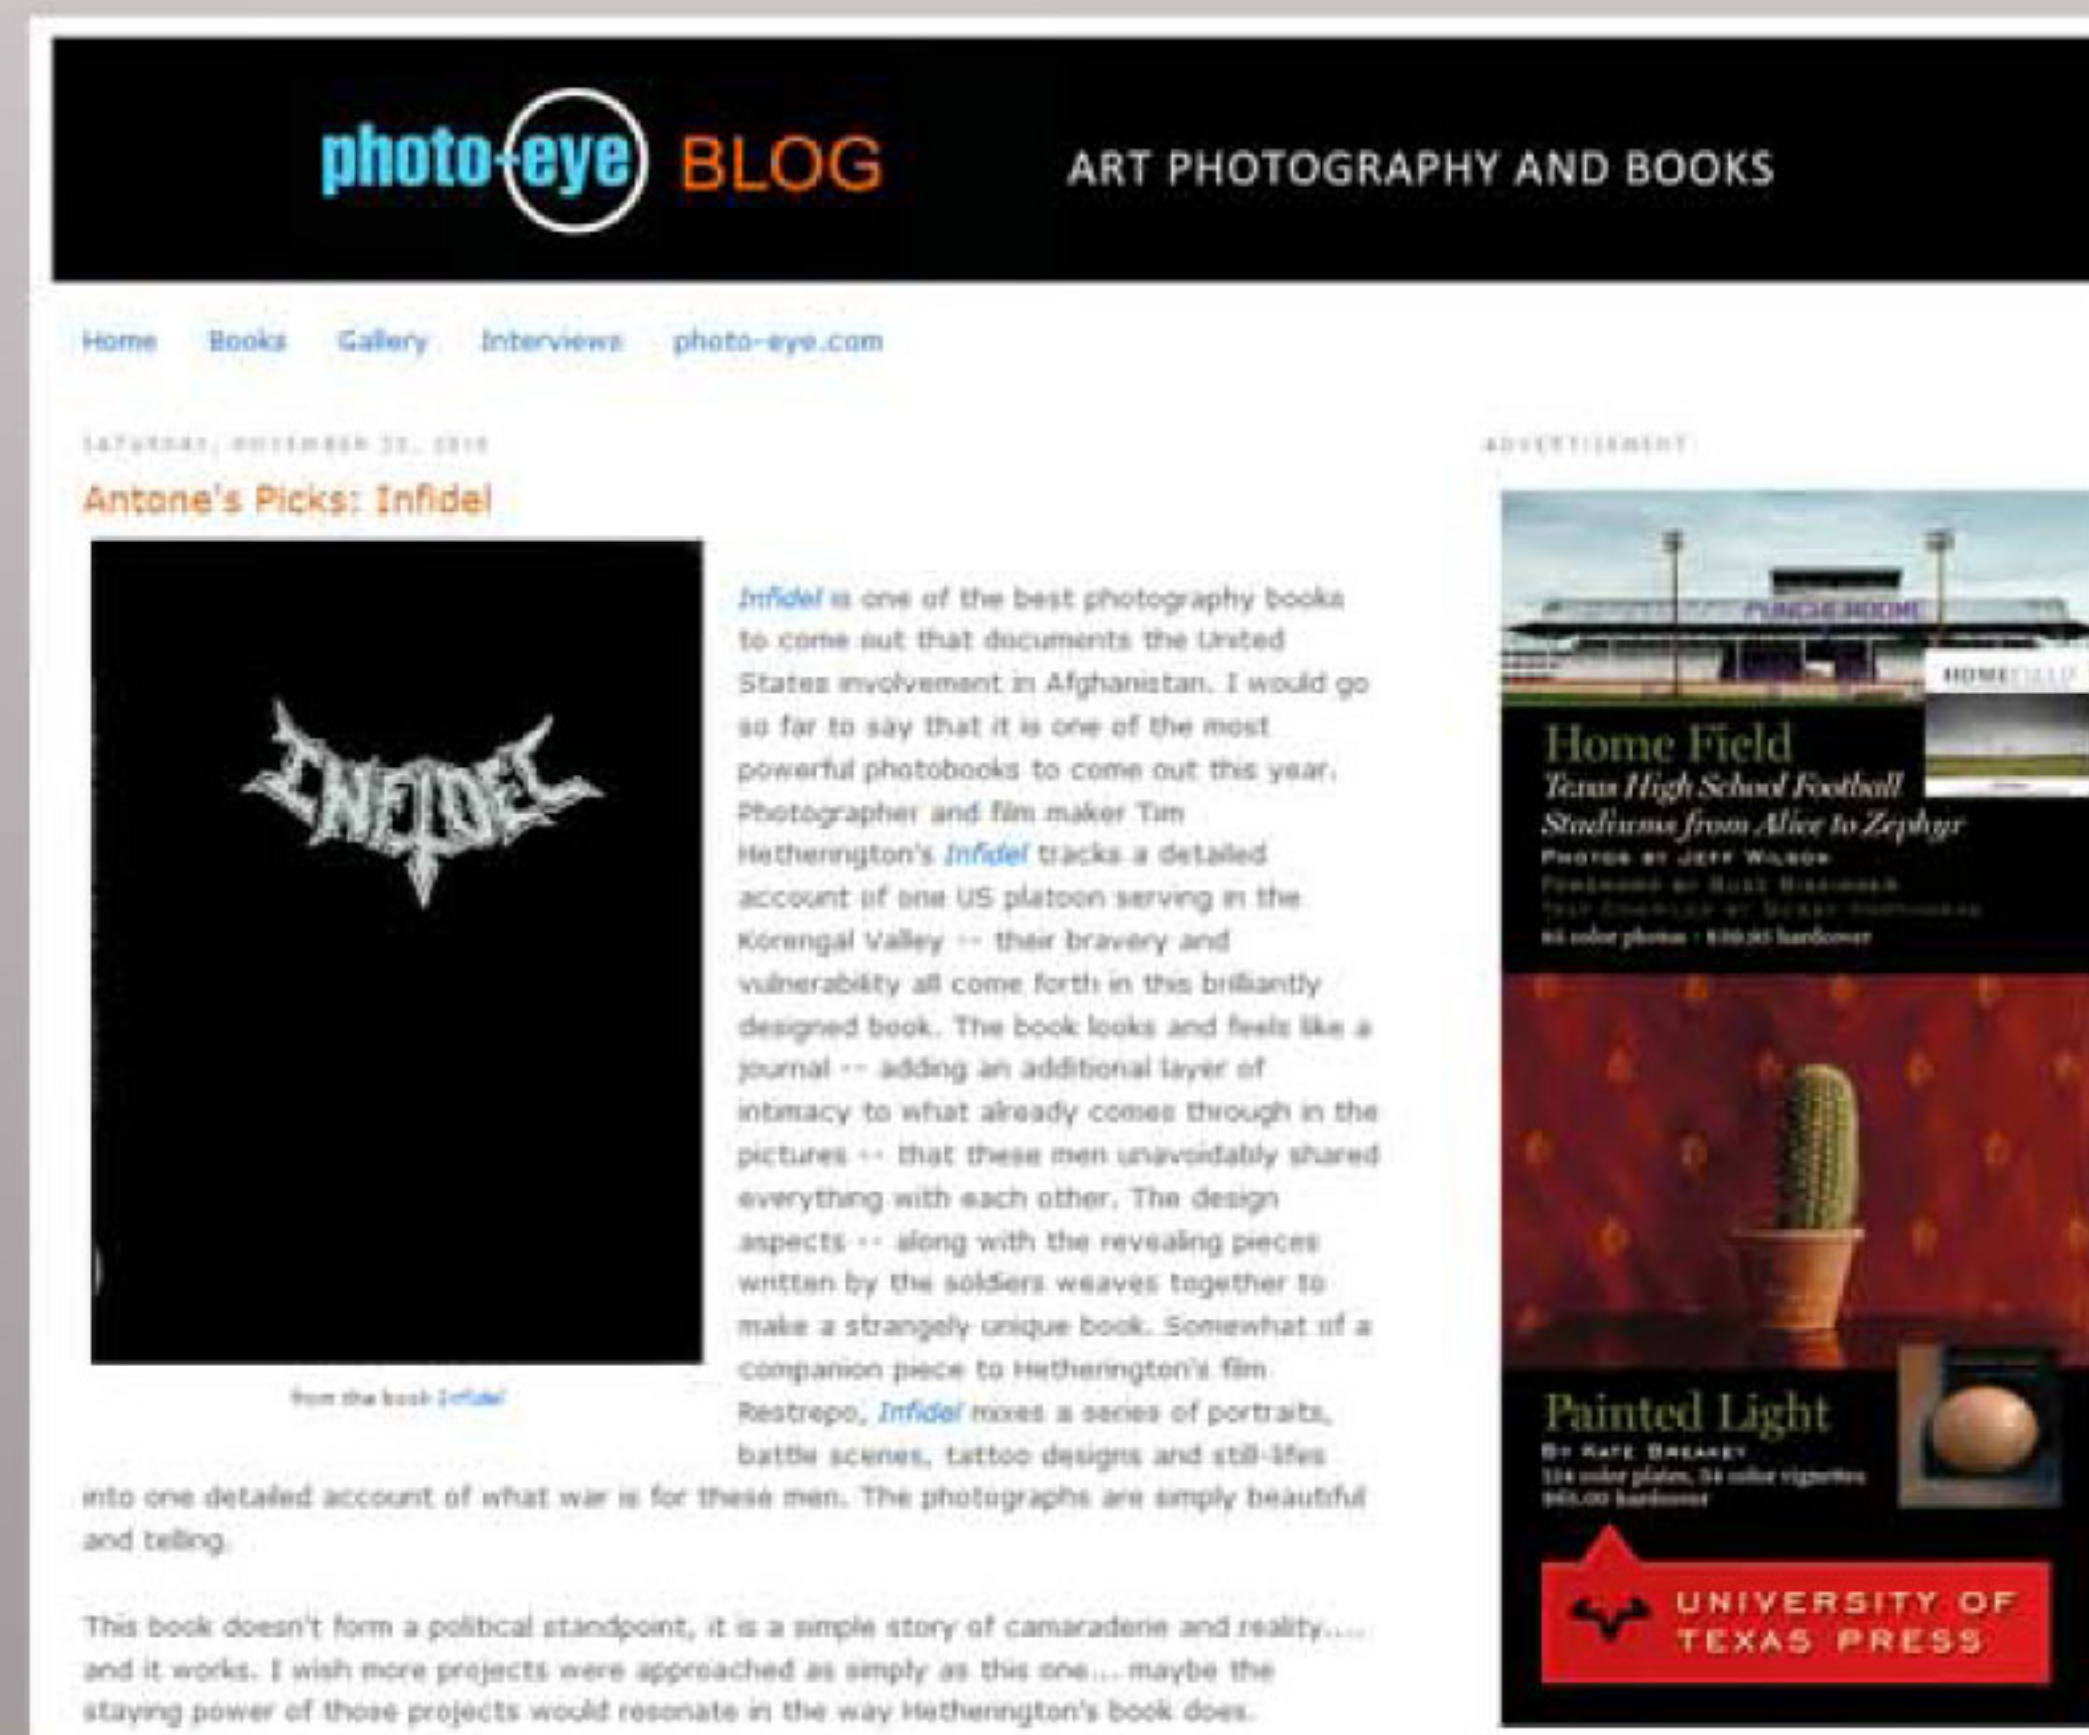 photo-eye BLOG
ART PHOTOGRAPHY AND BOOKS
Home Books Gallery Interviews photo-eye.com
SATURDAY, NOVEMBER
Antone's Picks: Infidel
INFIDEL
from the book Infidel
Infidel is one of the best photography books
to come out that documents the United
States involvement in Afghanistan. I would go
so far to say that it is one of the most
powerful photobooks to come out this year.
Photographer and film maker Tim
Hetherington's Infidel tracks a detailed
account of one US platoon serving in the
Korengal Valley -- their bravery and
vulnerability all come forth in this brilliantly
designed book. The book looks and feels like a
journal -- adding an additional layer of
intimacy to what already comes through in the
pictures -- that these men unavoidably shared
everything with each other. The design
aspects -- along with the revealing pieces
written by the soldiers weaves together to
make a strangely unique book. Somewhat of a
companion piece to Hetherington's film
Restrepo, Infidel mixes a series of portraits,
battle scenes, tattoo designs and still-lifes
into one detailed account of what war is for these men. The photographs are simply beautiful
and telling.
This book doesn't form a political standpoint, it is a simple story of camaraderie and reality....
and it works. I wish more projects were approached as simply as this one... maybe the
staying power of those projects would resonate in the way Hetherington's book does.
ADVERTISEMENT
HOMEFIELD
Home Field
Texas High School Football
Stadiums from Alice to Zephyr
PHOTOS BY JEFF WILSON
color photos hardcover
Painted Light
BY KATE BREAKEY
color plates, color vignettes
hardcover
UNIVERSITY OF
TEXAS PRESS